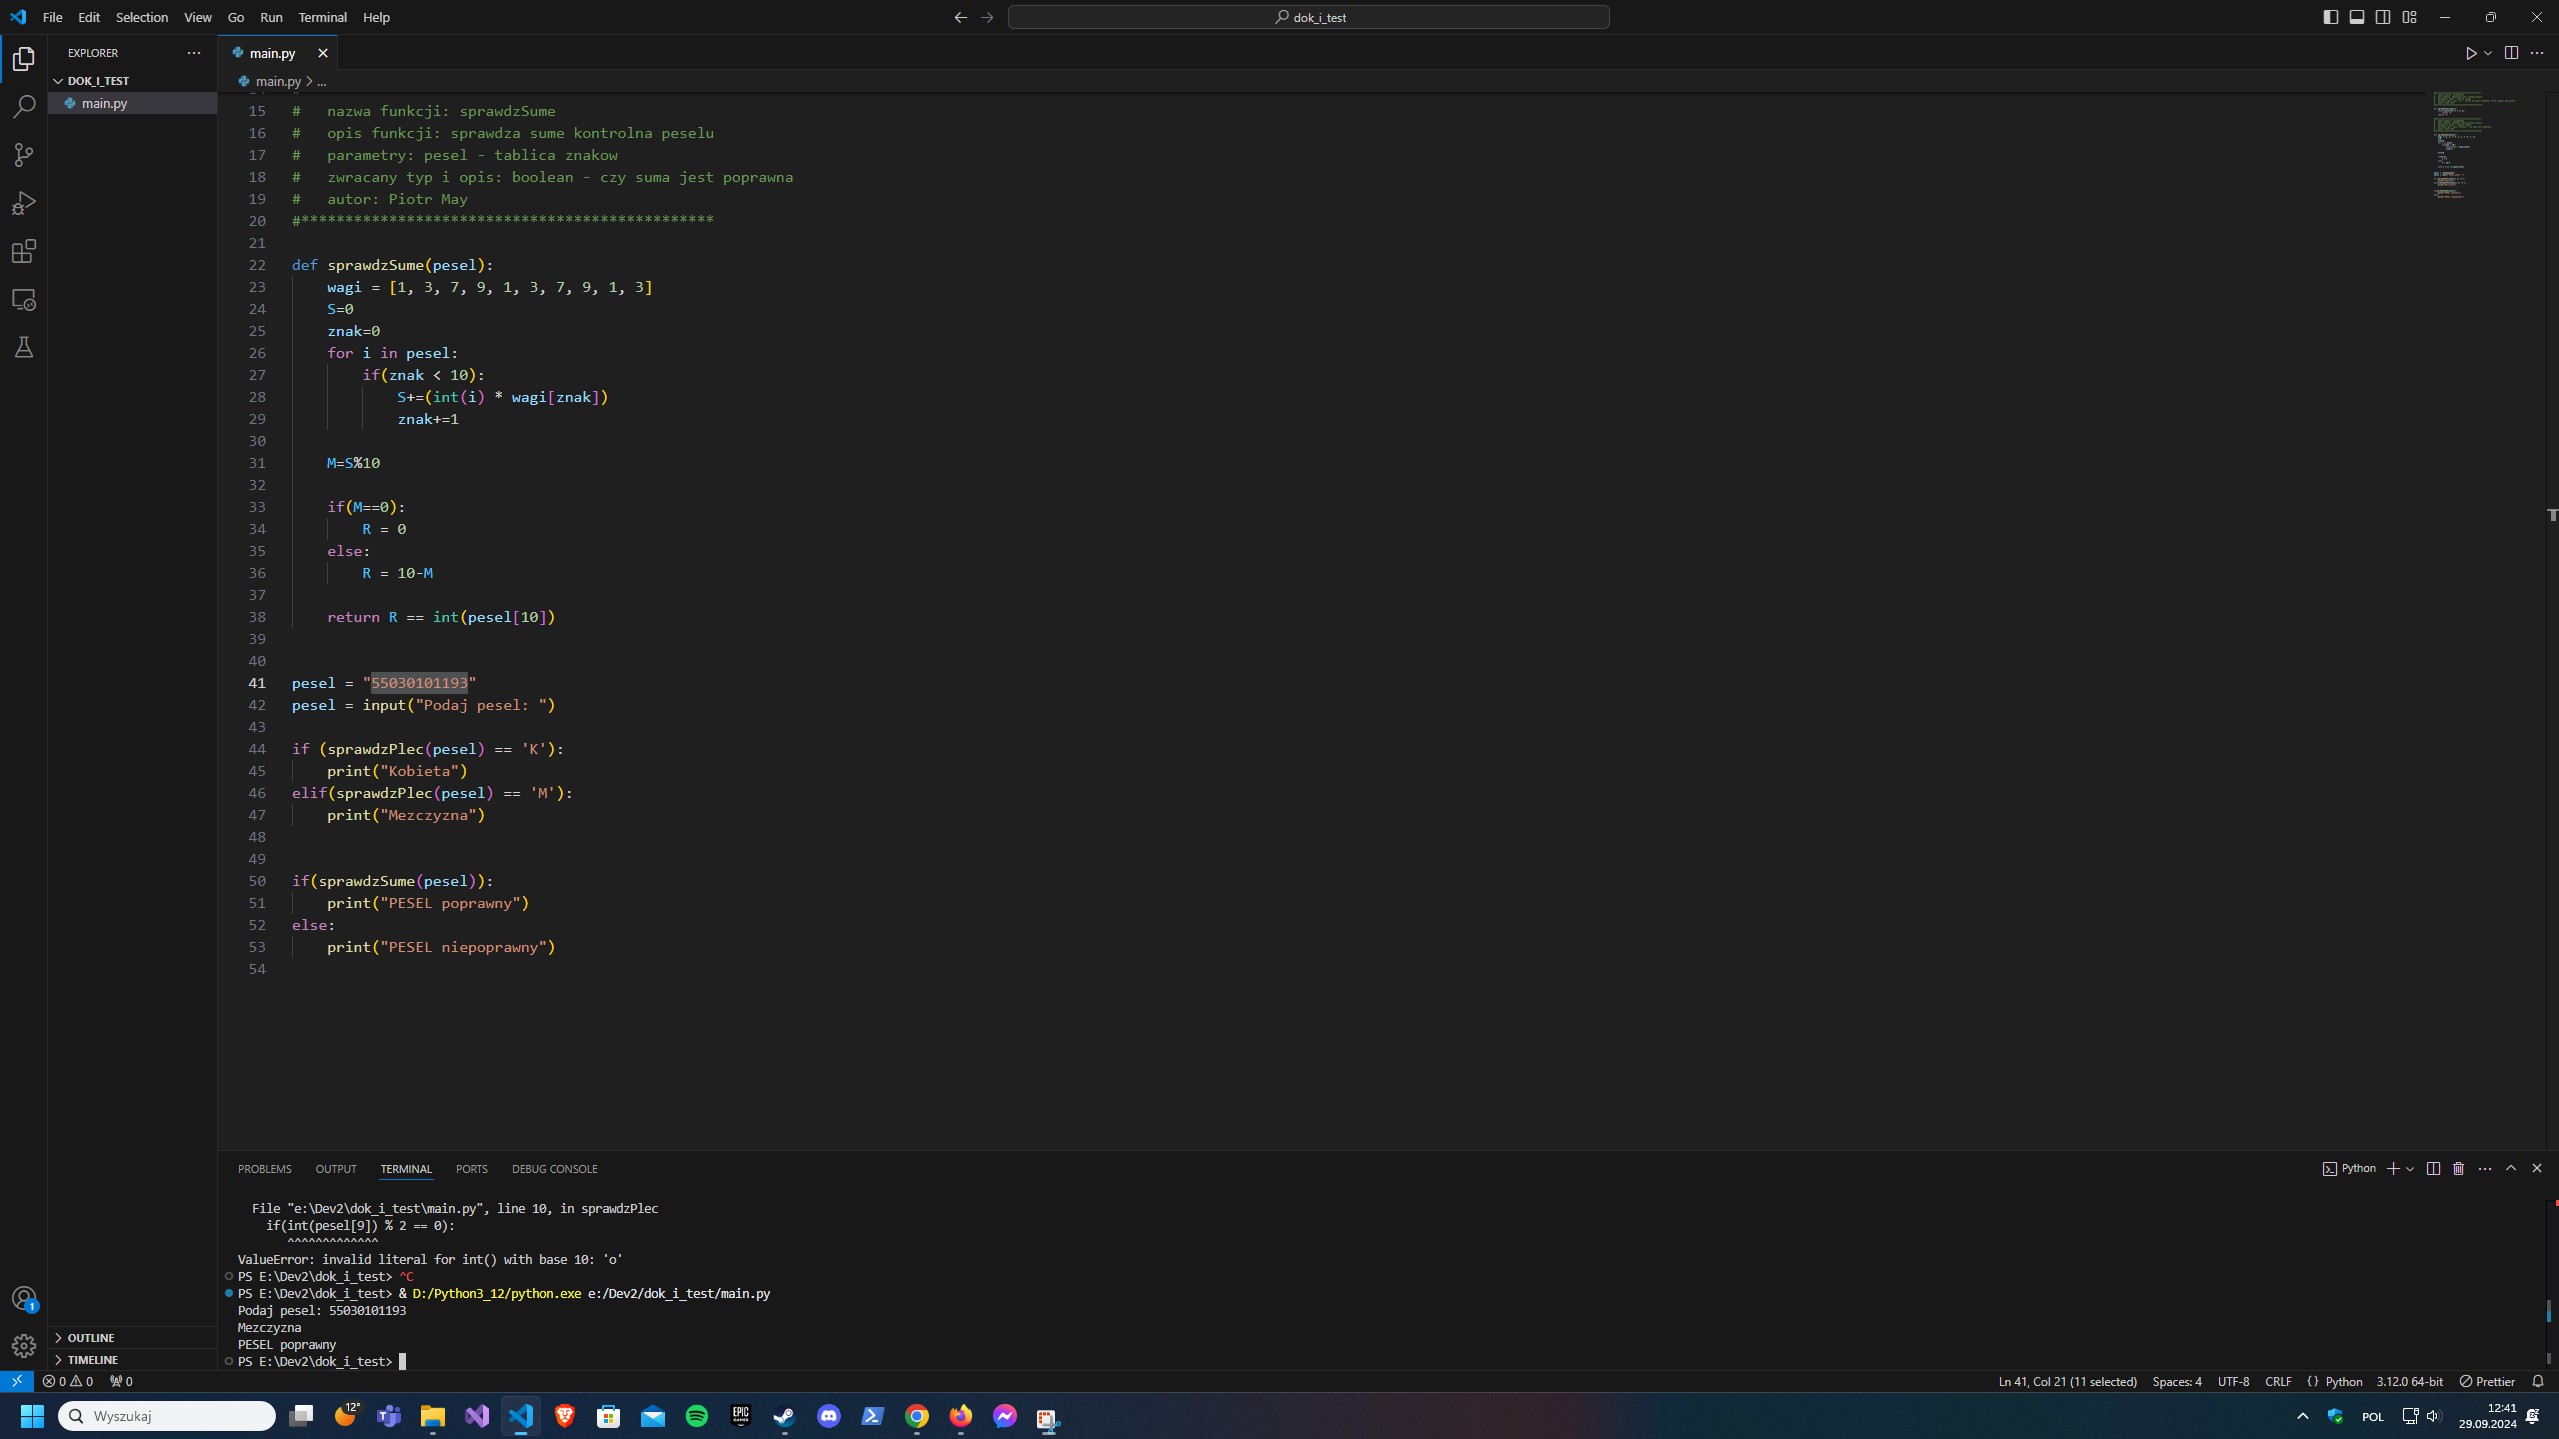 File Edit Selection View Go Run Terminal Help
dok_i_test
EXPLORER
DOK_I_TEST
main.py
main.py
main.py > ...
15 #   nazwa funkcji: sprawdzSume
16 #   opis funkcji: sprawdza sume kontrolna peselu
17 #   parametry: pesel - tablica znakow
18 #   zwracany typ i opis: boolean - czy suma jest poprawna
19 #   autor: Piotr May
20 #***********************************************
21
22 def sprawdzSume(pesel):
23     wagi = [1, 3, 7, 9, 1, 3, 7, 9, 1, 3]
24     S=0
25     znak=0
26     for i in pesel:
27         if(znak < 10):
28             S+=(int(i) * wagi[znak])
29             znak+=1
30
31     M=S%10
32
33     if(M==0):
34         R = 0
35     else:
36         R = 10-M
37
38     return R == int(pesel[10])
39
40
41 pesel = "55030101193"
42 pesel = input("Podaj pesel: ")
43
44 if (sprawdzPlec(pesel) == 'K'):
45     print("Kobieta")
46 elif(sprawdzPlec(pesel) == 'M'):
47     print("Mezczyzna")
48
49
50 if(sprawdzSume(pesel)):
51     print("PESEL poprawny")
52 else:
53     print("PESEL niepoprawny")
54
PROBLEMS OUTPUT TERMINAL PORTS DEBUG CONSOLE
Python
File "e:\Dev2\dok_i_test\main.py", line 10, in sprawdzPlec
if(int(pesel[9]) % 2 == 0):
^^^^^^^^^^^^^
ValueError: invalid literal for int() with base 10: 'o'
PS E:\Dev2\dok_i_test> ^C
PS E:\Dev2\dok_i_test> & D:/Python3_12/python.exe e:/Dev2/dok_i_test/main.py
Podaj pesel: 55030101193
Mezczyzna
PESEL poprawny
PS E:\Dev2\dok_i_test>
OUTLINE
TIMELINE
1
0 0 0
Ln 41, Col 21 (11 selected) Spaces: 4 UTF-8 CRLF {} Python 3.12.0 64-bit Prettier
Wyszukaj
12°
EPIC GAMES
POL
12:41
29.09.2024